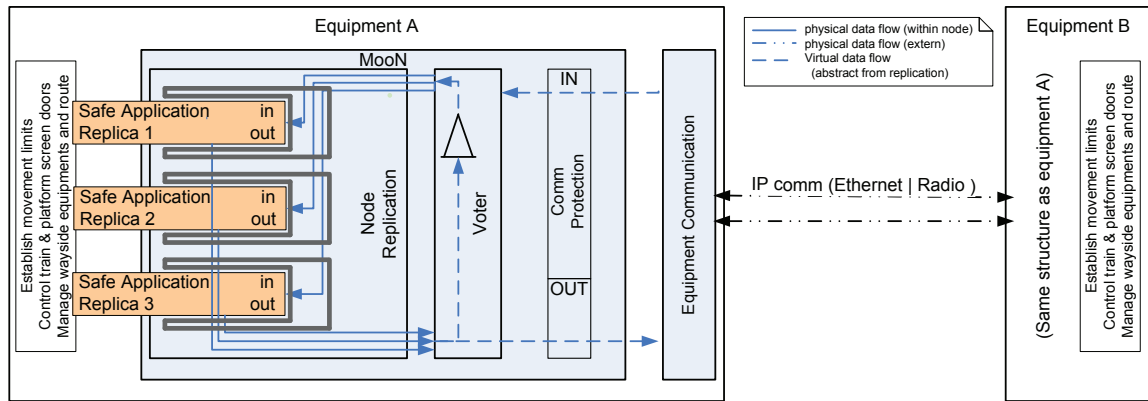 Equipment A
Equipment B
physical data flow (within node)
physical data flow (extern)
Virtual data flow
(abstract from replication)
MooN
Establish movement limits
Control train & platform screen doors
Manage wayside equipments and route
Safe Application in
Replica 1 out
Safe Application in
Replica 2 out
Safe Application in
Replica 3 out
Node
Replication
Voter
IN
Comm
Protection
OUT
Equipment Communication
IP comm (Ethernet | Radio )
(Same structure as equipment A)
Establish movement limits
Control train & platform screen doors
Manage wayside equipments and route